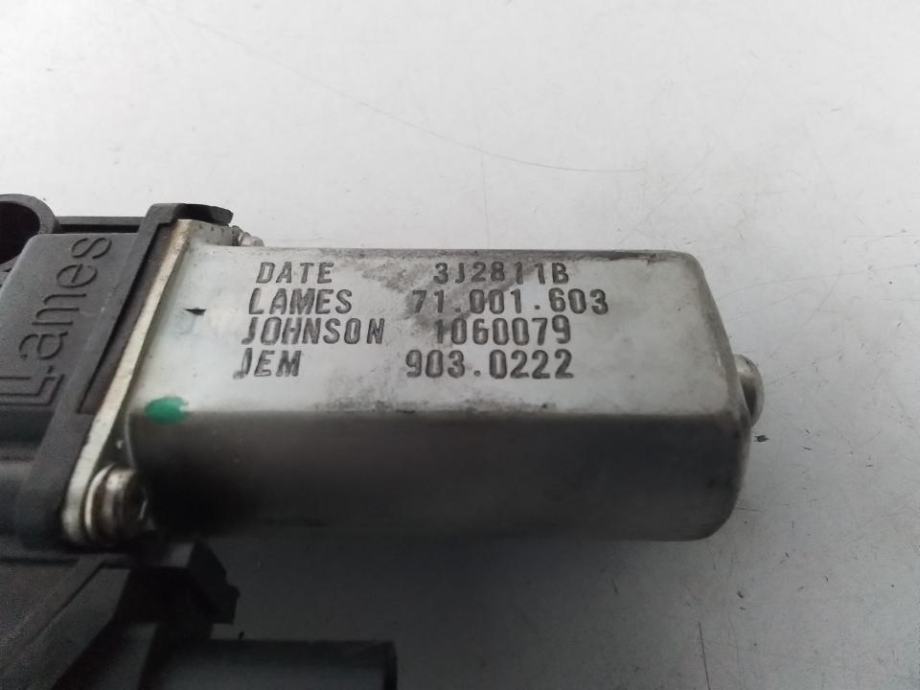 Lames
DATE 3J2811B
LAMES 71.001.603
JOHNSON 1060079
JEM 903.0222